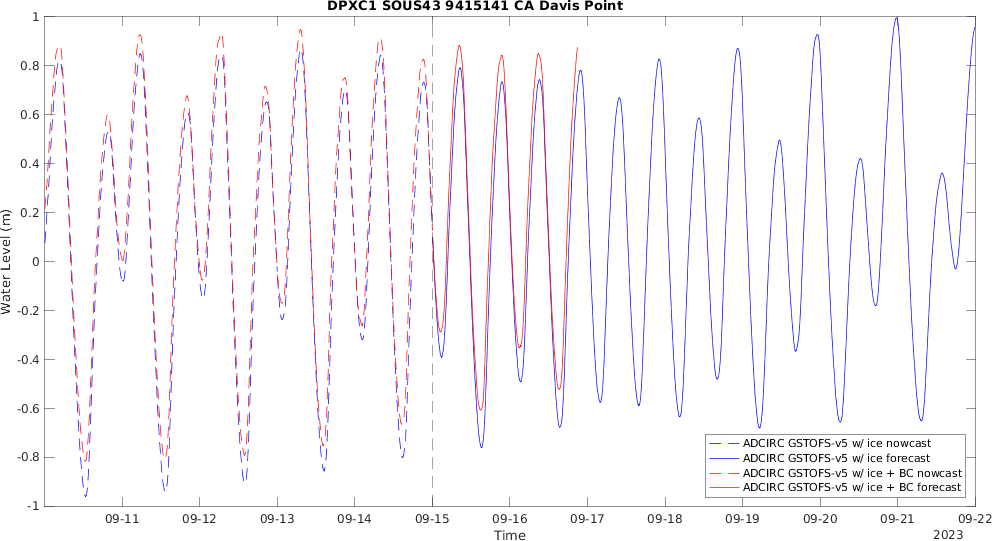 DPXC1 SOUS43 9415141 CA Davis Point
1
0.8
0.6
0.4
0.2
0
-0.2
-0.4
-0.6
-0.8
-1
Water Level (m)
09-11 09-12 09-13 09-14 09-15 09-16 09-17 09-18 09-19 09-20 09-21 09-22
Time
2023
ADCIRC GSTOFS-v5 w/ ice nowcast
ADCIRC GSTOFS-v5 w/ ice forecast
ADCIRC GSTOFS-v5 w/ ice + BC nowcast
ADCIRC GSTOFS-v5 w/ ice + BC forecast